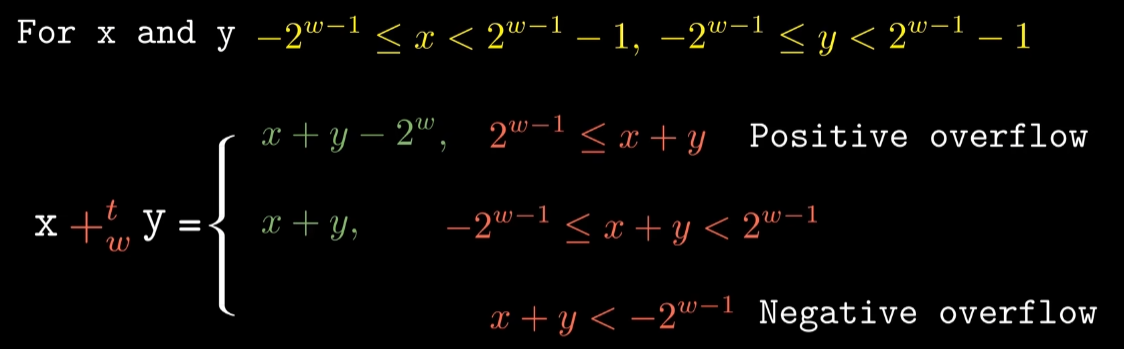 For x and y −2^{w−1} ≤ x < 2^{w−1} − 1, −2^{w−1} ≤ y < 2^{w−1} − 1
x + y − 2^w, 2^{w−1} ≤ x + y Positive overflow
x +^t_w y = { x + y, −2^{w−1} ≤ x + y < 2^{w−1}
x + y < −2^{w−1} Negative overflow